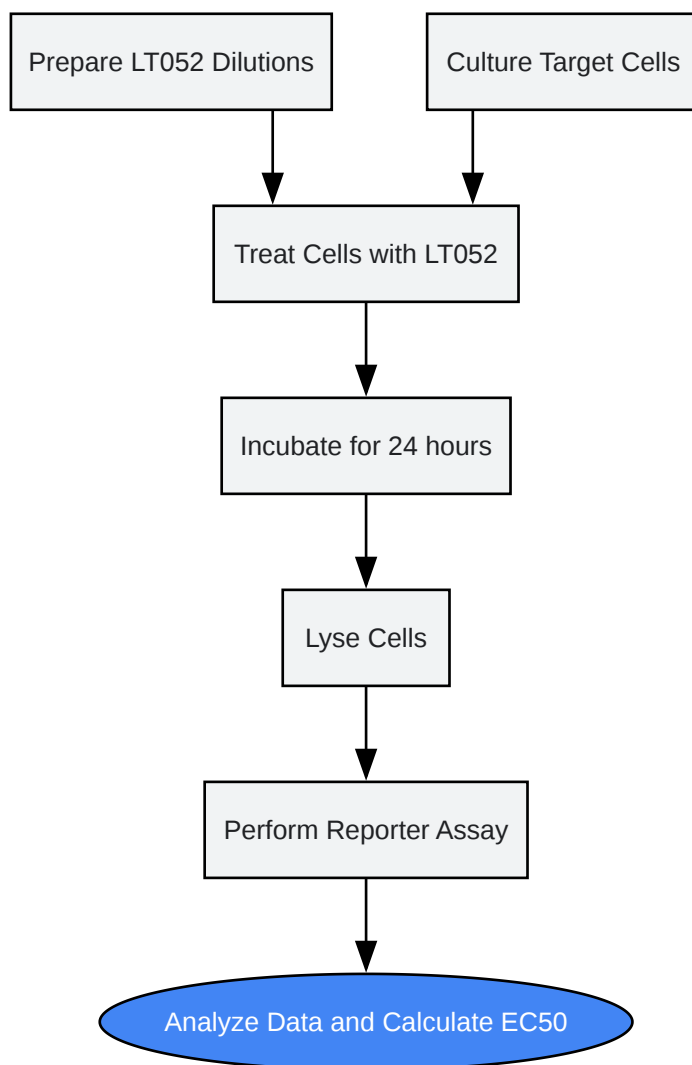 Prepare LT052 Dilutions
Culture Target Cells
Treat Cells with LT052
Incubate for 24 hours
Lyse Cells
Perform Reporter Assay
Analyze Data and Calculate EC50